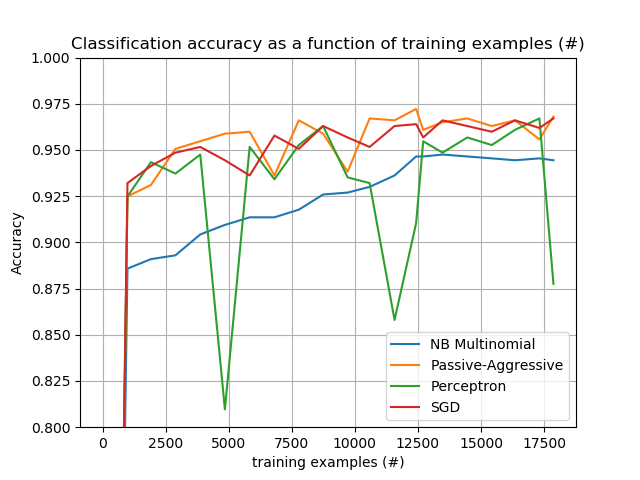 Classification accuracy as a function of training examples (#)
1.000
0.975
0.950
0.925
0.900
0.875
0.850
0.825
0.800
Accuracy
0 2500 5000 7500 10000 12500 15000 17500
training examples (#)
NB Multinomial
Passive-Aggressive
Perceptron
SGD